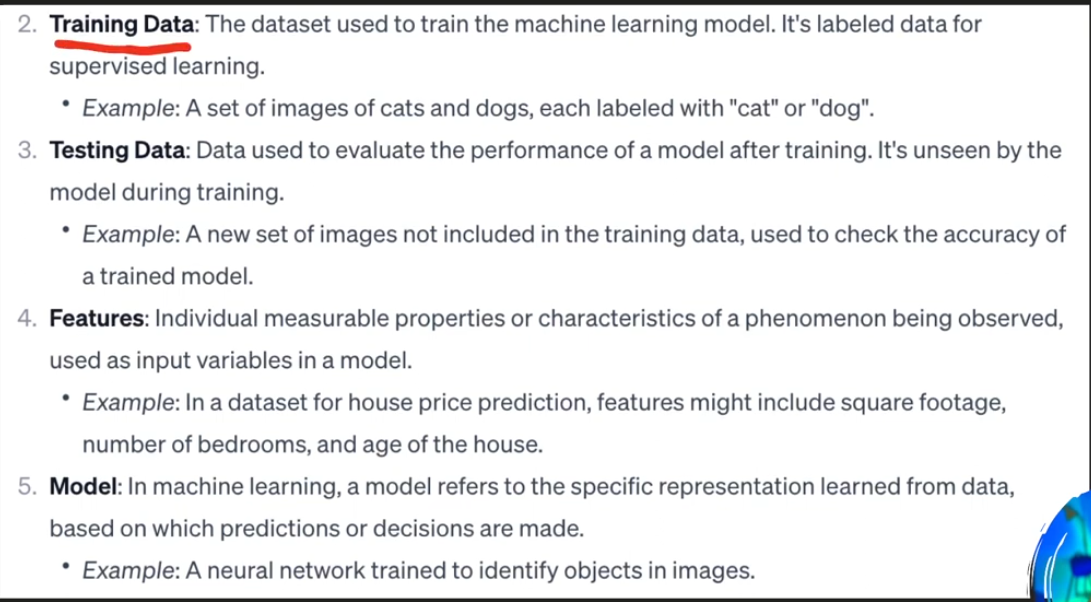 2. Training Data: The dataset used to train the machine learning model. It's labeled data for
supervised learning.
• Example: A set of images of cats and dogs, each labeled with "cat" or "dog".
3. Testing Data: Data used to evaluate the performance of a model after training. It's unseen by the
model during training.
• Example: A new set of images not included in the training data, used to check the accuracy of
a trained model.
4. Features: Individual measurable properties or characteristics of a phenomenon being observed,
used as input variables in a model.
• Example: In a dataset for house price prediction, features might include square footage,
number of bedrooms, and age of the house.
5. Model: In machine learning, a model refers to the specific representation learned from data,
based on which predictions or decisions are made.
• Example: A neural network trained to identify objects in images.